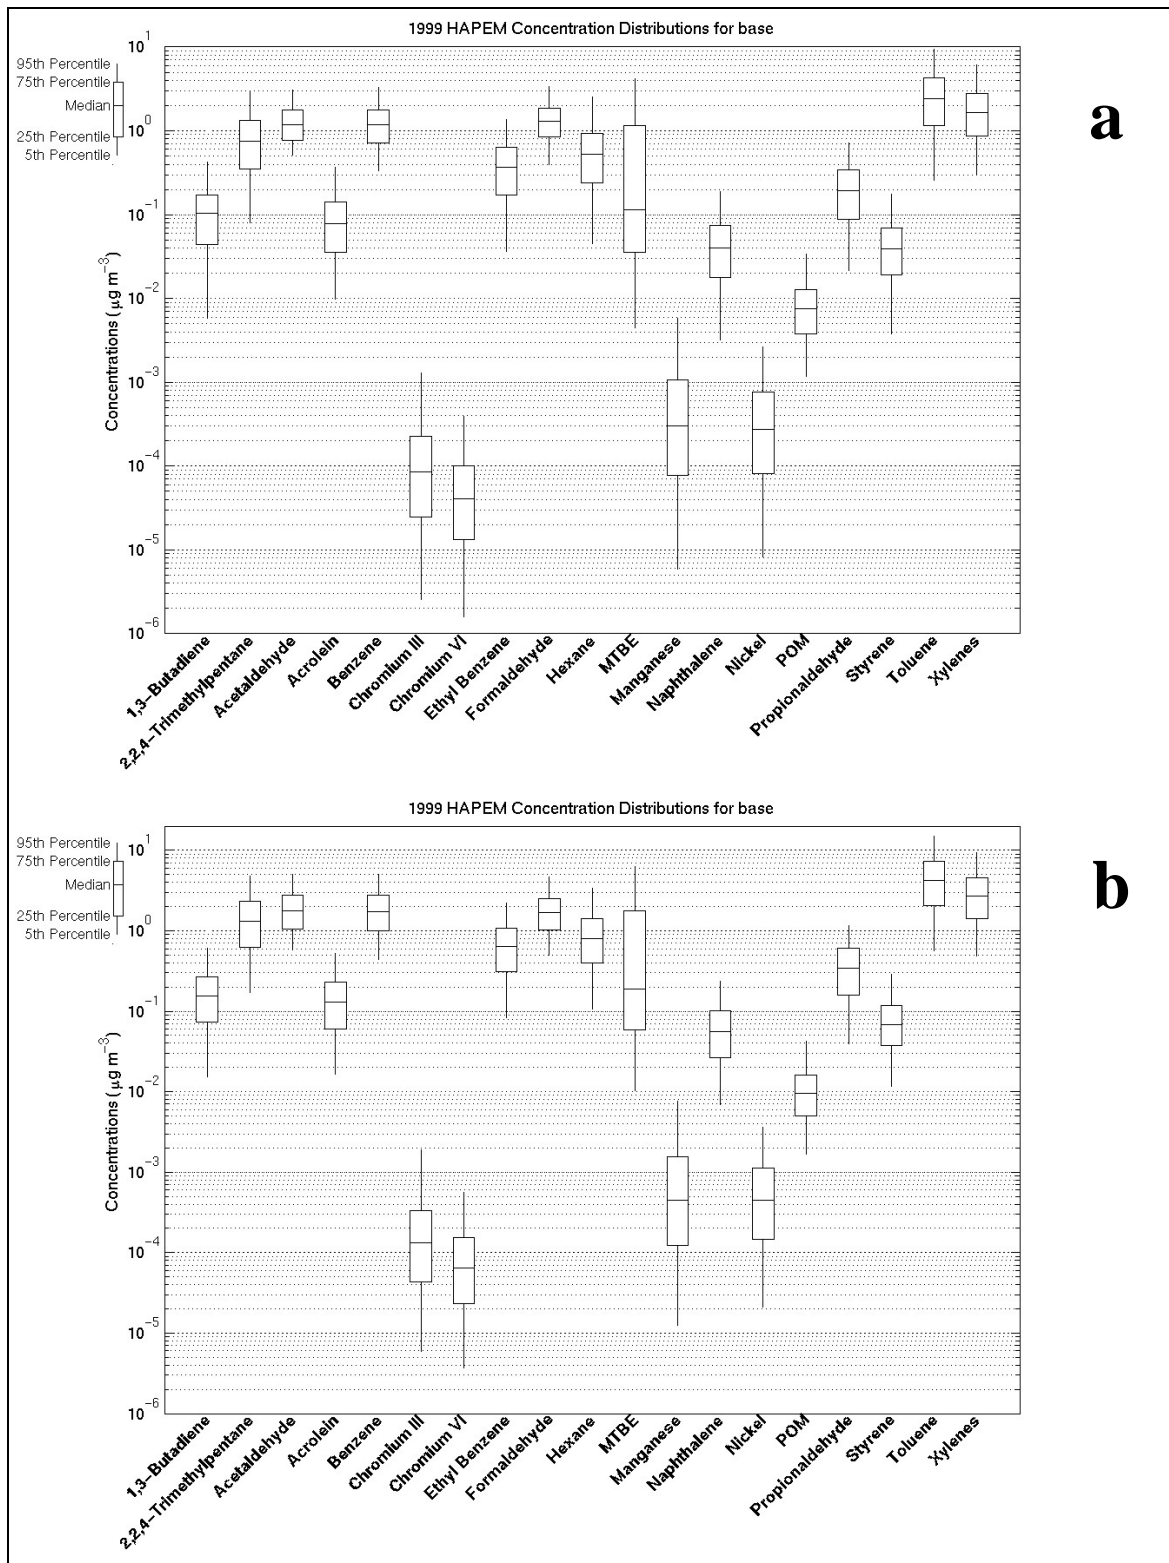 1999 HAPEM Concentration Distributions for base
a
95th Percentile
75th Percentile
Median
25th Percentile
5th Percentile
10^1
10^0
10^−1
10^−2
10^−3
10^−4
10^−5
10^−6
Concentrations (μg m^−3)
1,3−Butadiene
2,2,4−Trimethylpentane
Acetaldehyde
Acrolein
Benzene
Chromium III
Chromium VI
Ethyl Benzene
Formaldehyde
Hexane
MTBE
Manganese
Naphthalene
Nickel
POM
Propionaldehyde
Styrene
Toluene
Xylenes
1999 HAPEM Concentration Distributions for base
b
95th Percentile
75th Percentile
Median
25th Percentile
5th Percentile
10^1
10^0
10^−1
10^−2
10^−3
10^−4
10^−5
10^−6
Concentrations (μg m^−3)
1,3−Butadiene
2,2,4−Trimethylpentane
Acetaldehyde
Acrolein
Benzene
Chromium III
Chromium VI
Ethyl Benzene
Formaldehyde
Hexane
MTBE
Manganese
Naphthalene
Nickel
POM
Propionaldehyde
Styrene
Toluene
Xylenes